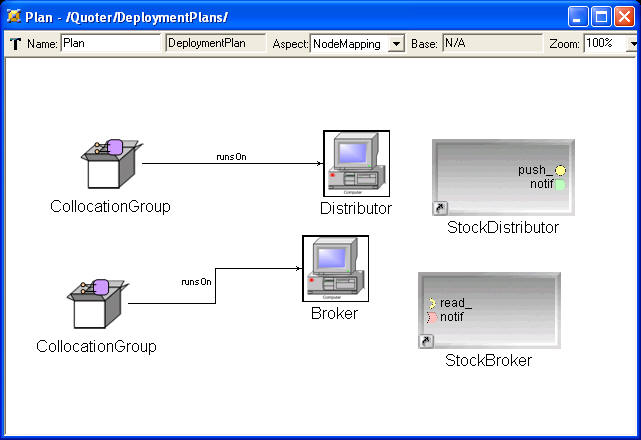 Plan - /Quoter/DeploymentPlans/
Name: Plan DeploymentPlan Aspect: NodeMapping Base: N/A Zoom: 100%
runsOn
push_
notif
CollocationGroup
Computer
Distributor
StockDistributor
runsOn
read_
notif
Computer
Broker
CollocationGroup
StockBroker